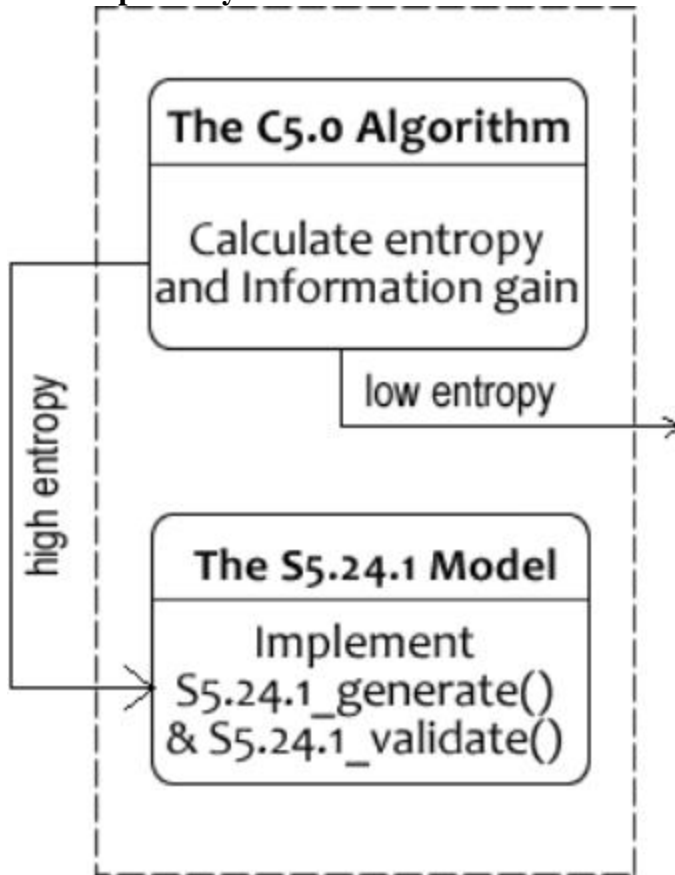 The C5.0 Algorithm
Calculate entropy
and Information gain
low entropy
high entropy
The S5.24.1 Model
Implement
S5.24.1_generate()
& S5.24.1_validate()